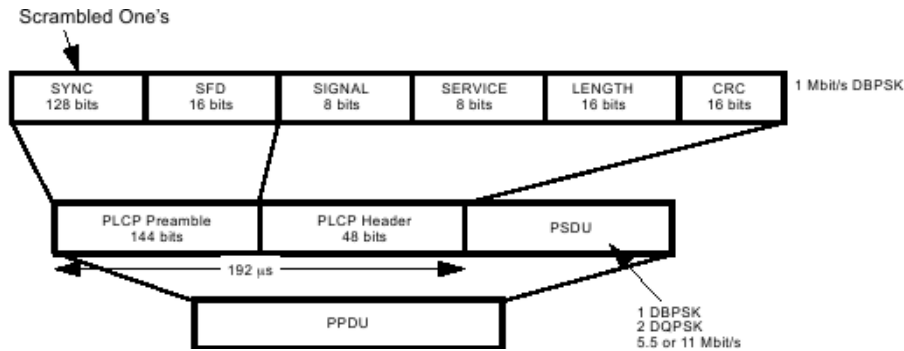 Scrambled One's
SYNC
128 bits
SFD
16 bits
SIGNAL
8 bits
SERVICE
8 bits
LENGTH
16 bits
CRC
16 bits
1 Mbit/s DBPSK
PLCP Preamble
144 bits
PLCP Header
48 bits
PSDU
192 μs
PPDU
1 DBPSK
2 DQPSK
5.5 or 11 Mbit/s